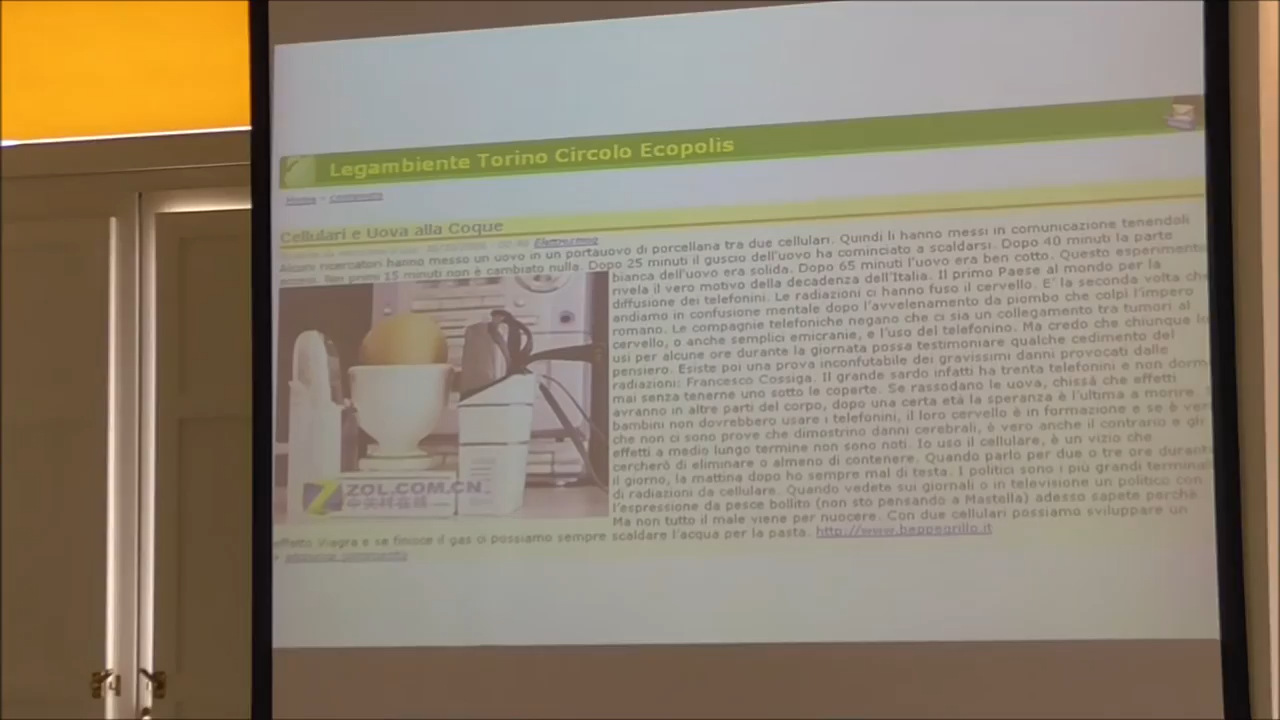 Legambiente Torino Circolo Ecopolis
Cellulari e Uova alla Coque
Elettrosmog
Alcuni ricercatori hanno messo un uovo in un portauovo di porcellana tra due cellulari. Quindi li hanno messi in comunicazione tenendoli
15 minuti non è cambiato nulla. Dopo 25 minuti il guscio dell'uovo ha cominciato a scaldarsi. Dopo 40 minuti la parte
bianca dell'uovo era solida. Dopo 65 minuti l'uovo era ben cotto. Questo esperimento
rivela il vero motivo della decadenza dell'Italia. Il primo Paese al mondo per la
diffusione dei telefonini. Le radiazioni ci hanno fuso il cervello. E' la seconda volta che
andiamo in confusione mentale dopo l'avvelenamento da piombo che colpì l'impero
romano. Le compagnie telefoniche negano che ci sia un collegamento tra tumori al
cervello, o anche semplici emicranie, e l'uso del telefonino. Ma credo che chiunque lo
usi per alcune ore durante la giornata possa testimoniare qualche cedimento del
pensiero. Esiste poi una prova inconfutabile dei gravissimi danni provocati dalle
radiazioni: Francesco Cossiga. Il grande sardo infatti ha trenta telefonini e non dorme
mai senza tenerne uno sotto le coperte. Se rassodano le uova, chissà che effetti
avranno in altre parti del corpo, dopo una certa età la speranza è l'ultima a morire.
bambini non dovrebbero usare i telefonini, il loro cervello è in formazione e se è vero
che non ci sono prove che dimostrino danni cerebrali, è vero anche il contrario e gli
effetti a medio lungo termine non sono noti. Io uso il cellulare, è un vizio che
cercherò di eliminare o almeno di contenere. Quando parlo per due o tre ore durante
il giorno, la mattina dopo ho sempre mal di testa. I politici sono i più grandi terminali
di radiazioni da cellulare. Quando vedete sui giornali o in televisione un politico con
l'espressione da pesce bollito (non sto pensando a Mastella) adesso sapete perchè
Ma non tutto il male viene per nuocere. Con due cellulari possiamo sviluppare un
effetto Viagra e se finisce il gas ci possiamo sempre scaldare l'acqua per la pasta. http://www.beppegrillo.it
ZOL.COM.CN
中关村在线